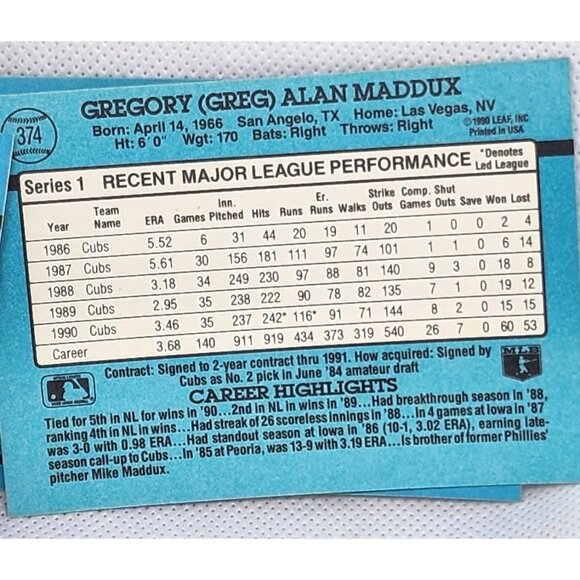 374
GREGORY (GREG) ALAN MADDUX
Born: April 14, 1966 San Angelo, TX Home: Las Vegas, NV
Ht: 6'0" Wgt: 170 Bats: Right Throws: Right
©1990 LEAF, INC
Printed in USA
Series 1 RECENT MAJOR LEAGUE PERFORMANCE *Denotes Led League
Year Team Name ERA Games Inn. Pitched Hits Runs Er. Runs Walks Strike Outs Comp. Games Shut Outs Save Won Lost
1986 Cubs 5.52 6 31 44 20 19 11 20 1 0 0 2 4
1987 Cubs 5.61 30 156 181 111 97 74 101 1 1 0 6 14
1988 Cubs 3.18 34 249 230 97 88 81 140 9 3 0 18 8
1989 Cubs 2.95 35 238 222 90 78 82 135 7 1 0 19 12
1990 Cubs 3.46 35 237 242* 116* 91 71 144 8 2 0 15 15
Career 3.68 140 911 919 434 373 319 540 26 7 0 60 53
Contract: Signed to 2-year contract thru 1991. How acquired: Signed by
Cubs as No. 2 pick in June '84 amateur draft
CAREER HIGHLIGHTS
MLB
Tied for 5th in NL for wins in '90...2nd in NL in wins in '89...Had breakthrough season in '88,
ranking 4th in NL in wins...Had streak of 26 scoreless innings in '88...In 4 games at Iowa in '87
was 3-0 with 0.98 ERA...Had standout season at Iowa in '86 (10-1, 3.02 ERA), earning late-
season call-up to Cubs...In '85 at Peoria, was 13-9 with 3.19 ERA...Is brother of former Phillies'
pitcher Mike Maddux.